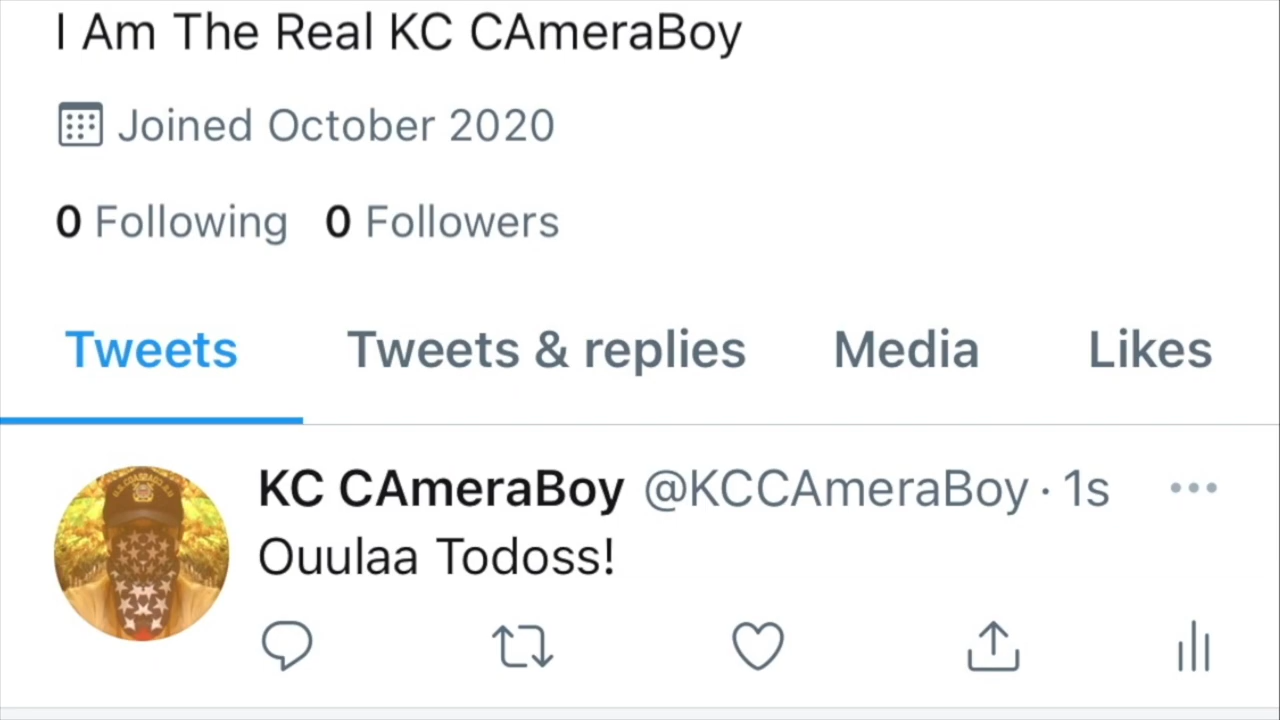 I Am The Real KC CAmeraBoy
Joined October 2020
0 Following 0 Followers
Tweets Tweets & replies Media Likes
KC CAmeraBoy @KCCAmeraBoy · 1s
Ouulaa Todoss!